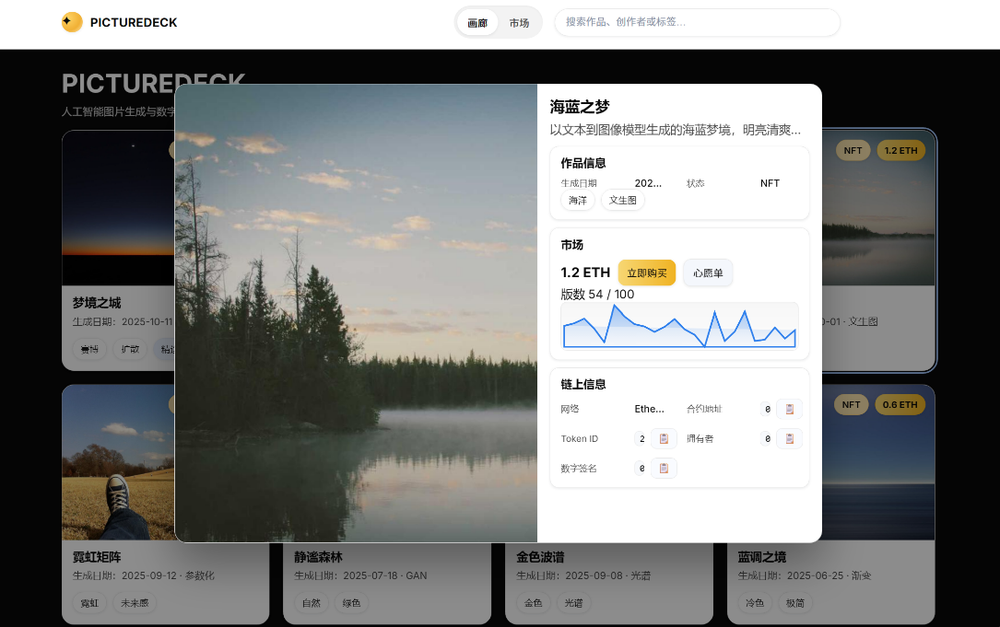 PICTUREDECK
画廊
市场
搜索作品、创作者或标签...
PICTUREDECK
人工智能图片生成与数字
NFT
1.2 ETH
梦境之城
生成日期：2025-10-11
赛博
扩散
0-01 · 文生图
海蓝之梦
以文本到图像模型生成的海蓝梦境，明亮清爽...
作品信息
生成日期 202... 状态 NFT
海洋
文生图
市场
1.2 ETH
立即购买
心愿单
版数 54 / 100
链上信息
网络 Ethe... 合约地址 0
Token ID 2 拥有者 0
数字签名 0
NFT
0.6 ETH
霓虹矩阵
生成日期：2025-09-12 · 参数化
霓虹
未来感
静谧森林
生成日期：2025-07-18 · GAN
自然
绿色
金色波谱
生成日期：2025-09-08 · 光谱
金色
光谱
蓝调之境
生成日期：2025-06-25 · 渐变
冷色
极简